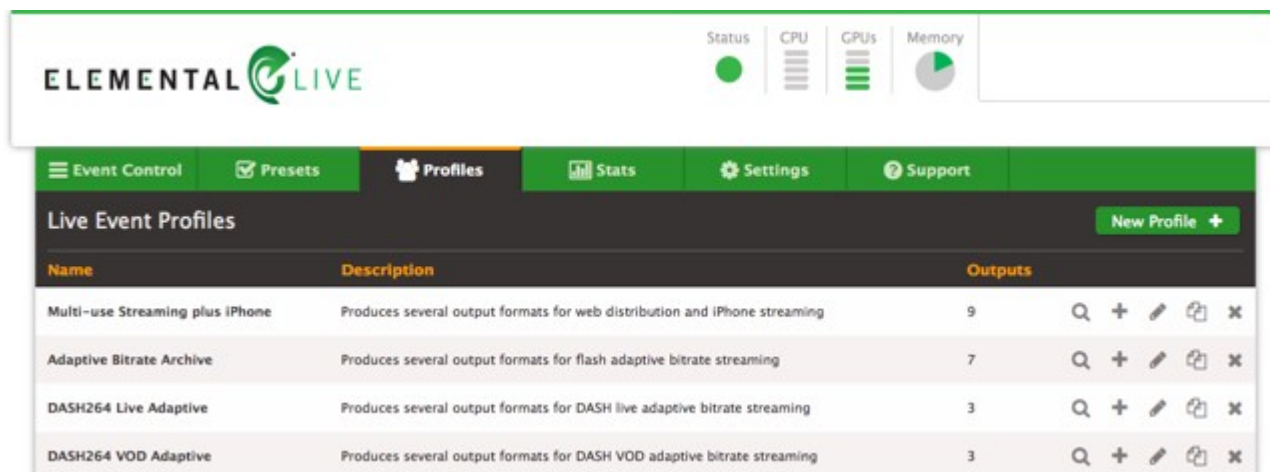 Status CPU GPUs Memory
ELEMENTAL LIVE
Event Control Presets Profiles Stats Settings Support
Live Event Profiles New Profile +
Name Description Outputs
Multi-use Streaming plus iPhone Produces several output formats for web distribution and iPhone streaming 9
Adaptive Bitrate Archive Produces several output formats for flash adaptive bitrate streaming 7
DASH264 Live Adaptive Produces several output formats for DASH live adaptive bitrate streaming 3
DASH264 VOD Adaptive Produces several output formats for DASH VOD adaptive bitrate streaming 3